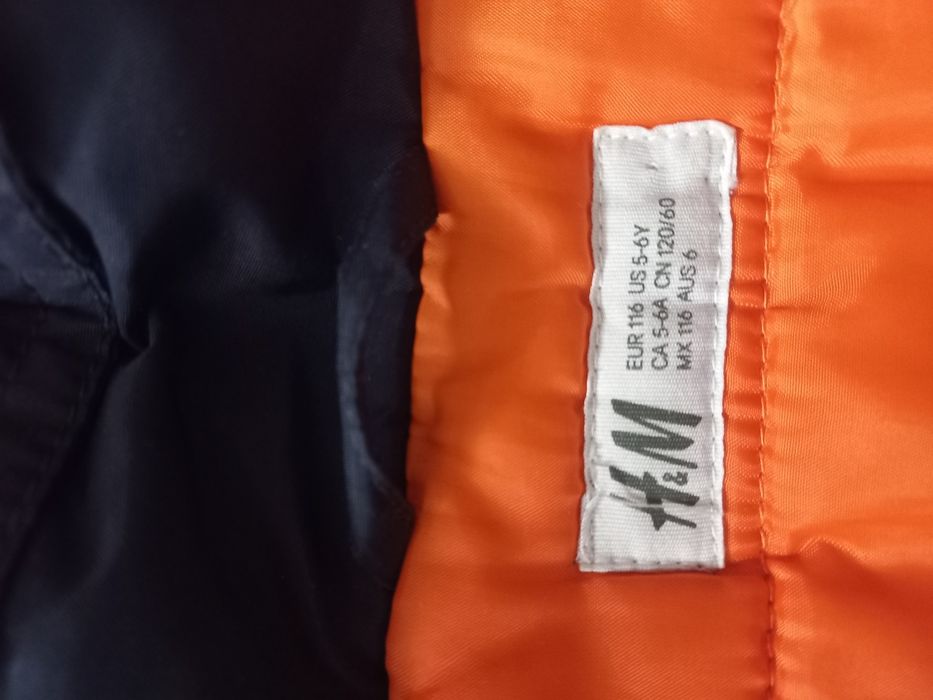 H&M
EUR 116 US 5-6Y
CA 5-6A CN 120/60
MX 116 AUS 6